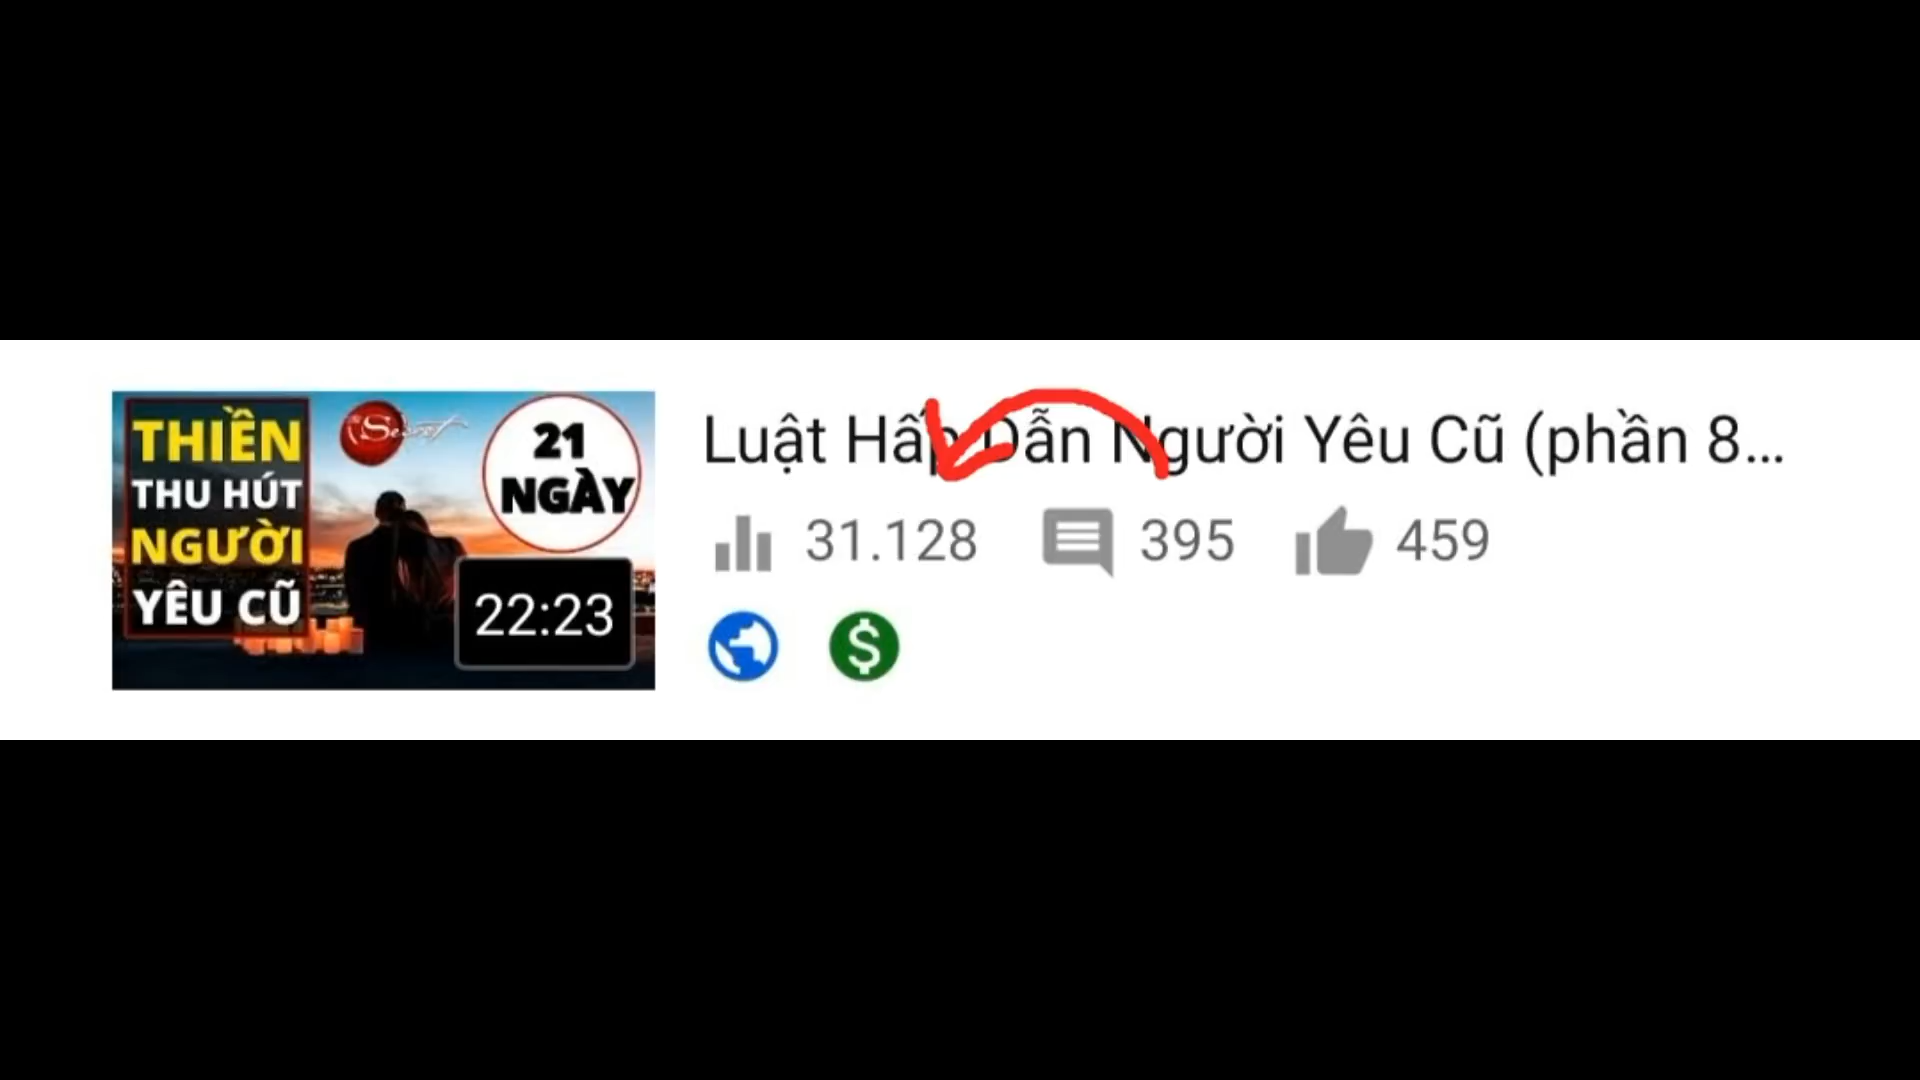 THIỀN
THU HÚT
NGƯỜI
YÊU CŨ
Secret
21
NGÀY
22:23
Luật Hấp Dẫn Người Yêu Cũ (phần 8...
31.128 395 459